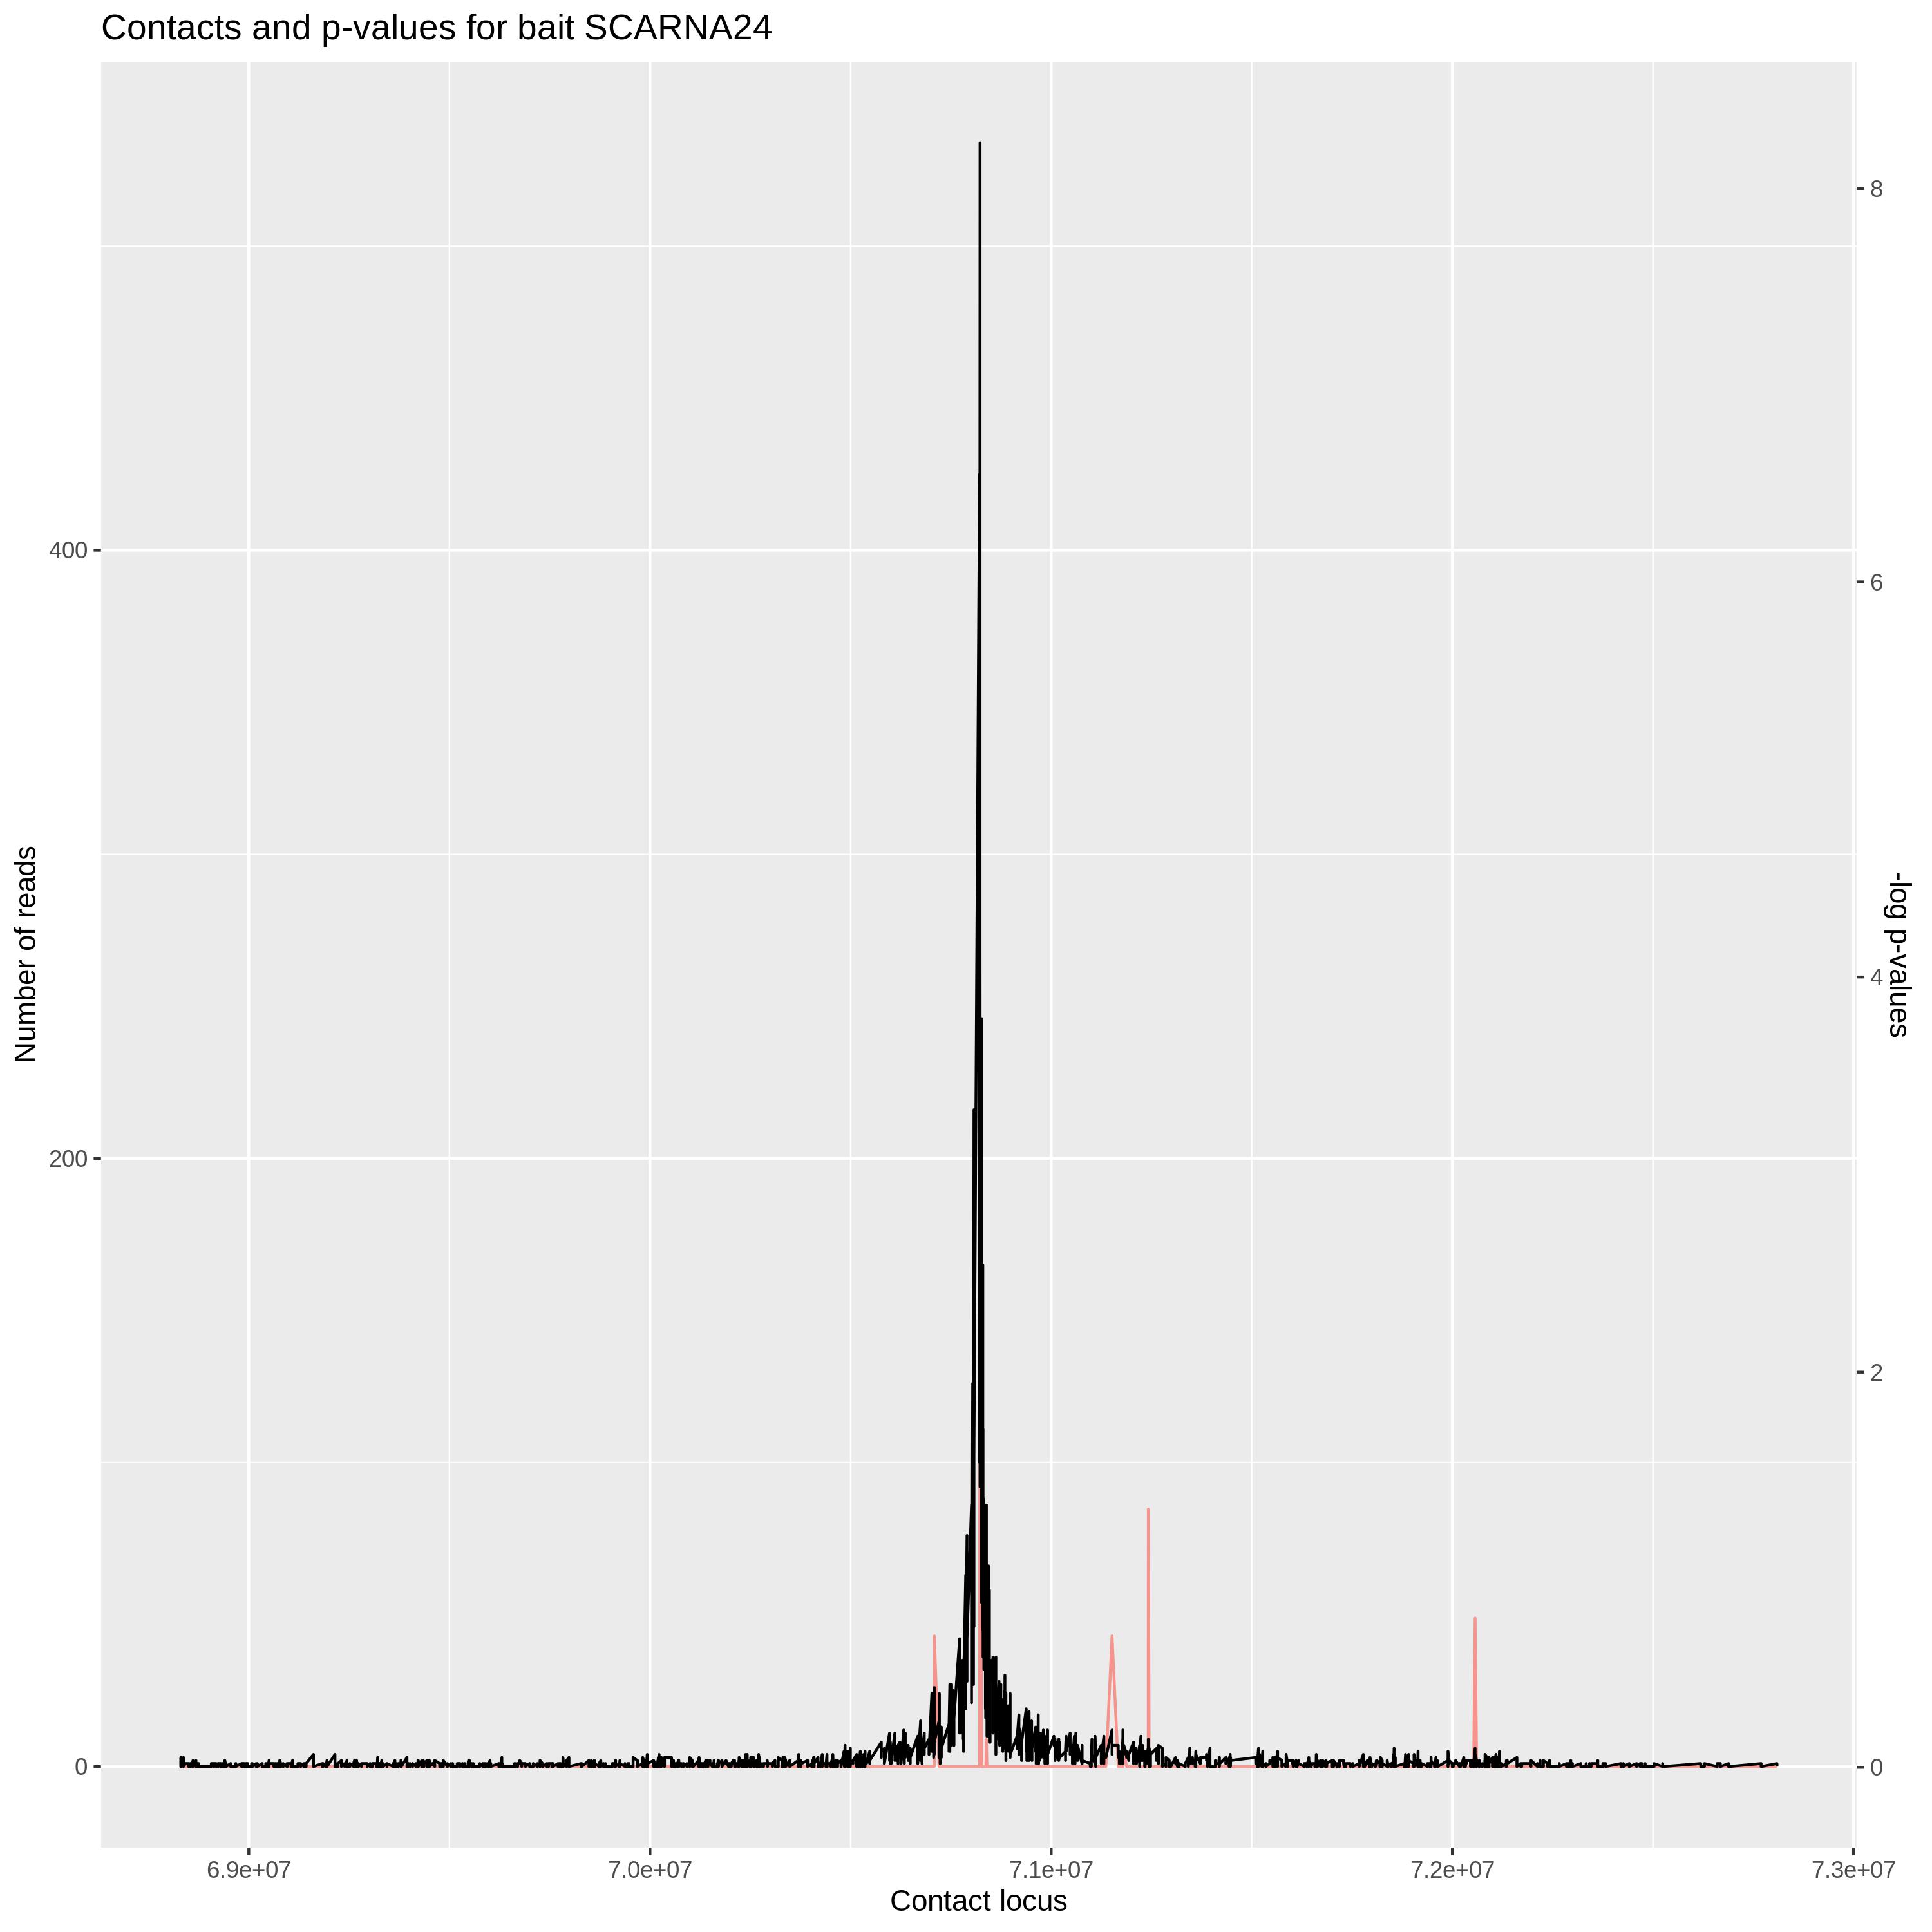 Contacts and p-values for bait SCARNA24
Number of reads
400
200
0
8
6
4
2
0
-log p-values
6.9e+07
7.0e+07
7.1e+07
7.2e+07
7.3e+07
Contact locus